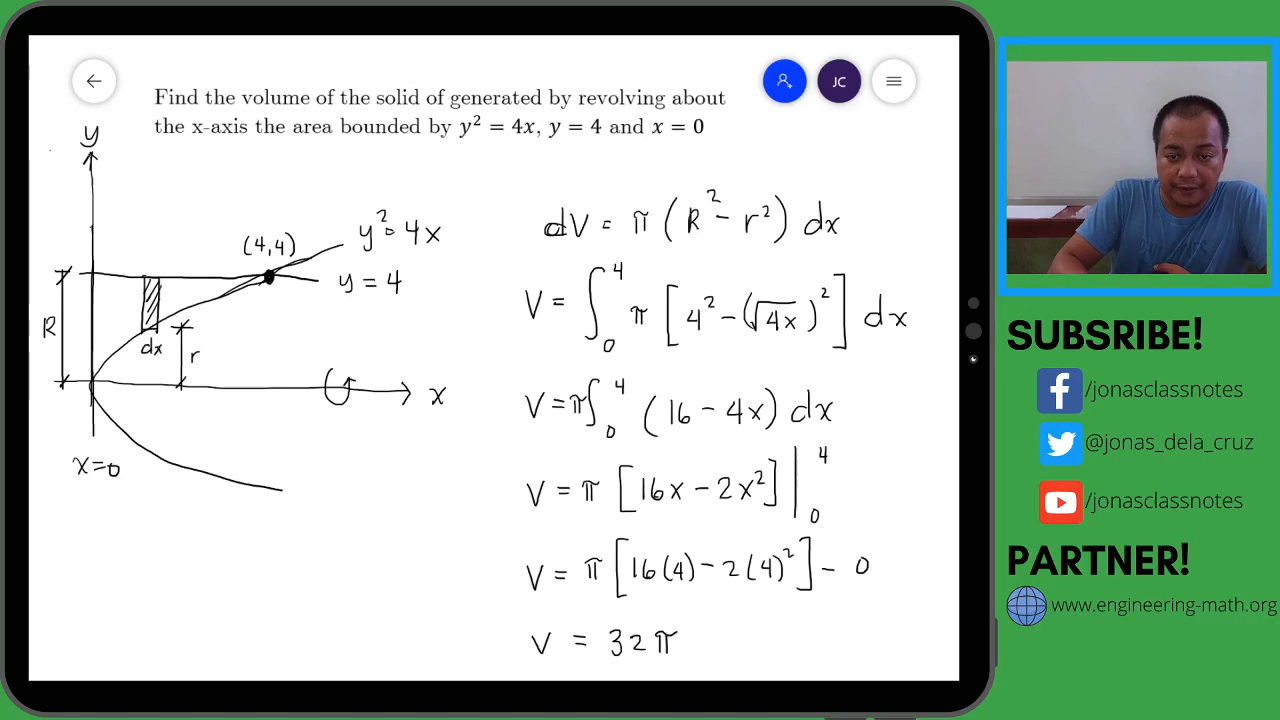 Find the volume of the solid of generated by revolving about
the x-axis the area bounded by y² = 4x, y = 4 and x = 0
JC
y
(4,4)
y² = 4x
y = 4
R
dx
r
x
x=0
dV = π (R² - r²) dx
V = ∫₀⁴ π [4² - (√4x)²] dx
V = π∫₀⁴ (16 - 4x) dx
V = π [16x - 2x²] |₀⁴
V = π [16(4) - 2(4)²] - 0
V = 32π
SUBSRIBE!
/jonasclassnotes
@jonas_dela_cruz
/jonasclassnotes
PARTNER!
www.engineering-math.org